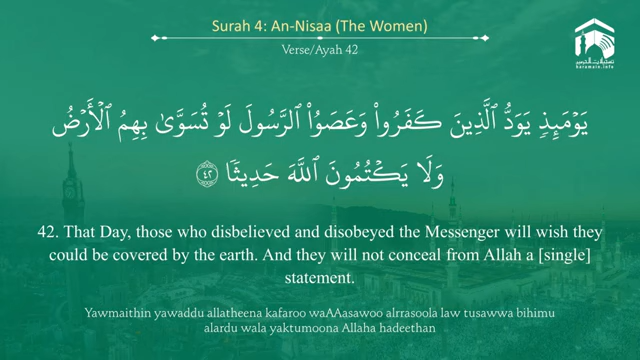 Surah 4: An-Nisaa (The Women)
Verse/Ayah 42
يَوْمَئِذٍ يَوَدُّ ٱلَّذِينَ كَفَرُوا۟ وَعَصَوُا۟ ٱلرَّسُولَ لَوْ تُسَوَّىٰ بِهِمُ ٱلْأَرْضُ
وَلَا يَكْتُمُونَ ٱللَّهَ حَدِيثًا ٤٢
42. That Day, those who disbelieved and disobeyed the Messenger will wish they
could be covered by the earth. And they will not conceal from Allah a [single]
statement.
Yawmaithin yawaddu allatheena kafaroo waAAasawoo alrrasoola law tusawwa bihimu
alardu wala yaktumoona Allaha hadeethan